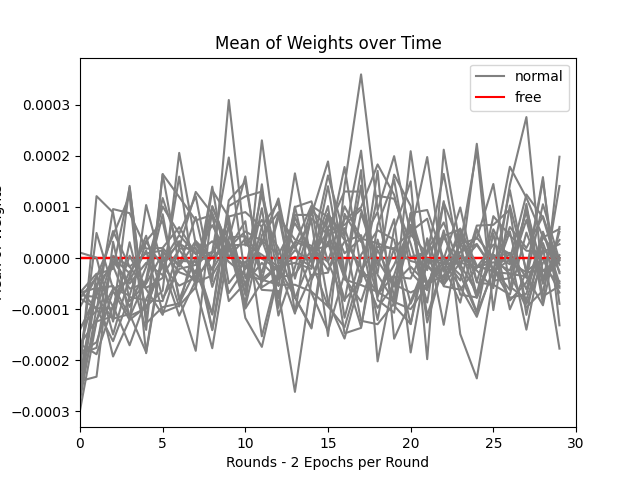 Mean of Weights over Time
normal
free
0.0003
0.0002
0.0001
0.0000
−0.0001
−0.0002
−0.0003
0 5 10 15 20 25 30
Rounds - 2 Epochs per Round